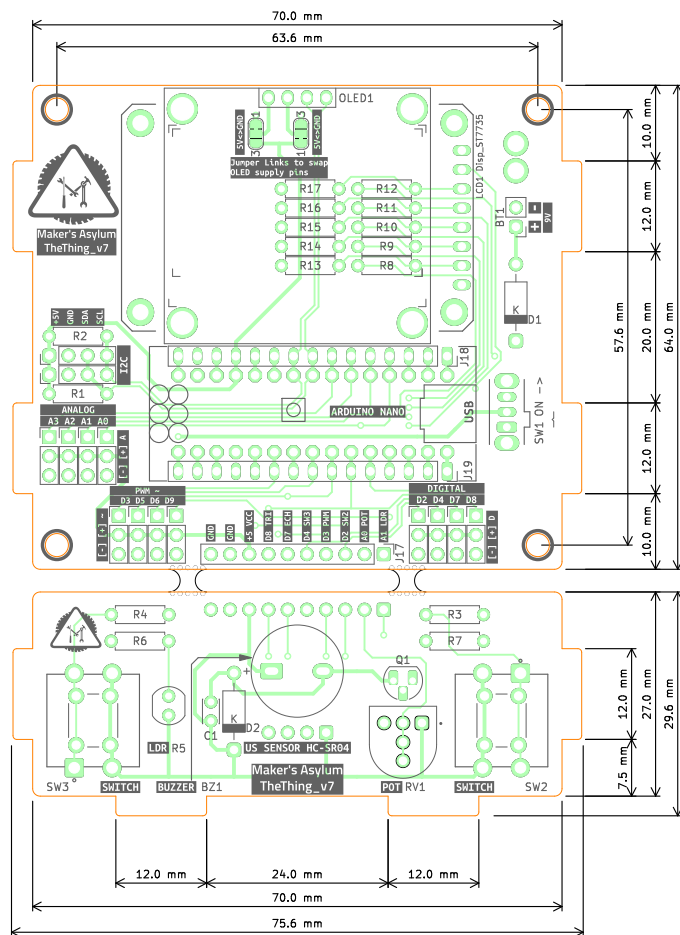 70.0 mm
63.6 mm
OLED1
5V<>GND
1
3
1
3
5V<>GND
Jumper Links to swap
OLED supply pins
LCD1 Disp_ST7735
R17
R12
R16
R11
R15
R10
R14
R9
R13
R8
BT1
-
+
9V
Maker's Asylum
TheThing_v7
K
D1
10.0 mm
12.0 mm
20.0 mm
12.0 mm
10.0 mm
57.6 mm
64.0 mm
+5V
GND
SDA
SCL
R2
I2C
R1
J18
ARDUINO NANO
USB
SW1 ON ->
J19
ANALOG
A3 A2 A1 A0
[-] [+] A
PWM ~
D3 D5 D6 D9
[-] [+] ~
DIGITAL
D2 D4 D7 D8
[-] [+] D
GND
GND
+5 VCC
D8 TRI
D7 ECH
D4 SW3
D3 PWM
D2 SW2
A0 POT
A1 LDR
J17
R4
R6
R3
R7
Q1
+
C1
K
D2
LDR R5
US SENSOR HC-SR04
Maker's Asylum
TheThing_v7
SW3
SWITCH
BUZZER BZ1
POT RV1
SWITCH
SW2
12.0 mm
7.5 mm
27.0 mm
29.6 mm
12.0 mm
24.0 mm
12.0 mm
70.0 mm
75.6 mm